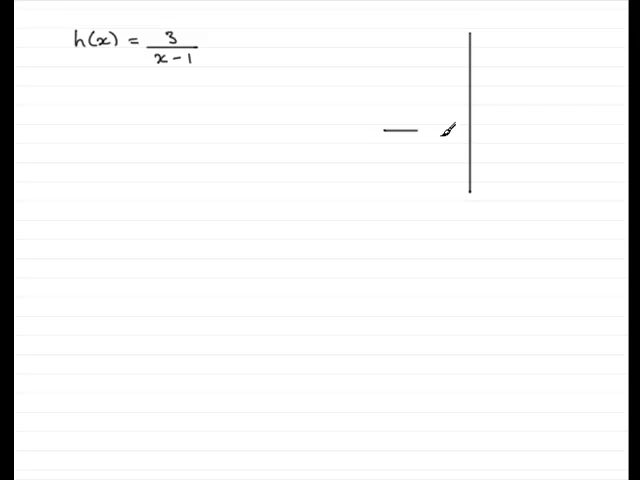 h(x) = 3/(x - 1)